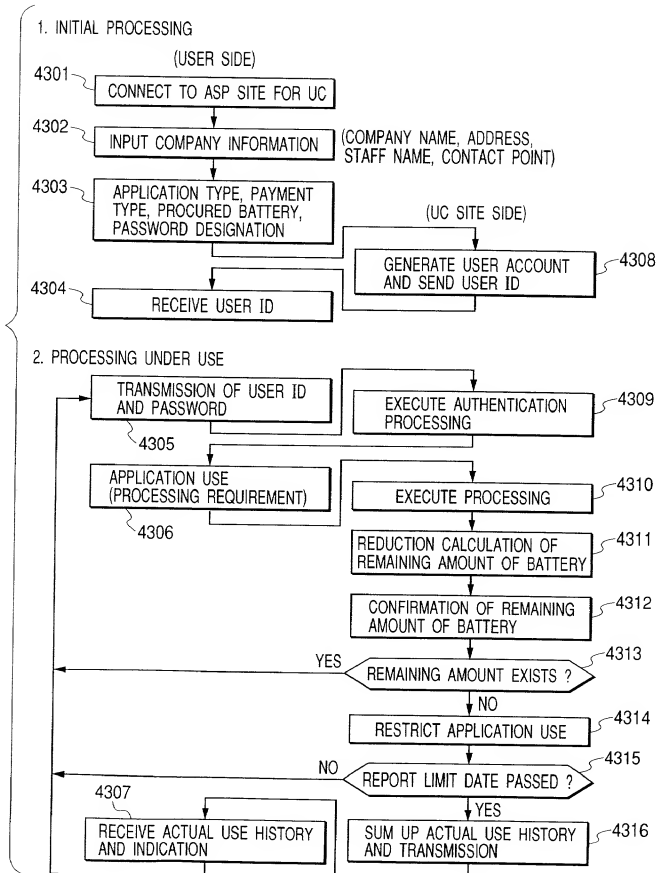 1. INITIAL PROCESSING
(USER SIDE)
4301
CONNECT TO ASP SITE FOR UC
4302
INPUT COMPANY INFORMATION
(COMPANY NAME, ADDRESS,
STAFF NAME, CONTACT POINT)
4303
APPLICATION TYPE, PAYMENT
TYPE, PROCURED BATTERY,
PASSWORD DESIGNATION
(UC SITE SIDE)
GENERATE USER ACCOUNT
AND SEND USER ID
4308
4304
RECEIVE USER ID
2. PROCESSING UNDER USE
TRANSMISSION OF USER ID
AND PASSWORD
4305
EXECUTE AUTHENTICATION
PROCESSING
4309
APPLICATION USE
(PROCESSING REQUIREMENT)
4306
EXECUTE PROCESSING
4310
REDUCTION CALCULATION OF
REMAINING AMOUNT OF BATTERY
4311
CONFIRMATION OF REMAINING
AMOUNT OF BATTERY
4312
4313
YES
REMAINING AMOUNT EXISTS ?
NO
RESTRICT APPLICATION USE
4314
4315
NO
REPORT LIMIT DATE PASSED ?
YES
4307
RECEIVE ACTUAL USE HISTORY
AND INDICATION
SUM UP ACTUAL USE HISTORY
AND TRANSMISSION
4316